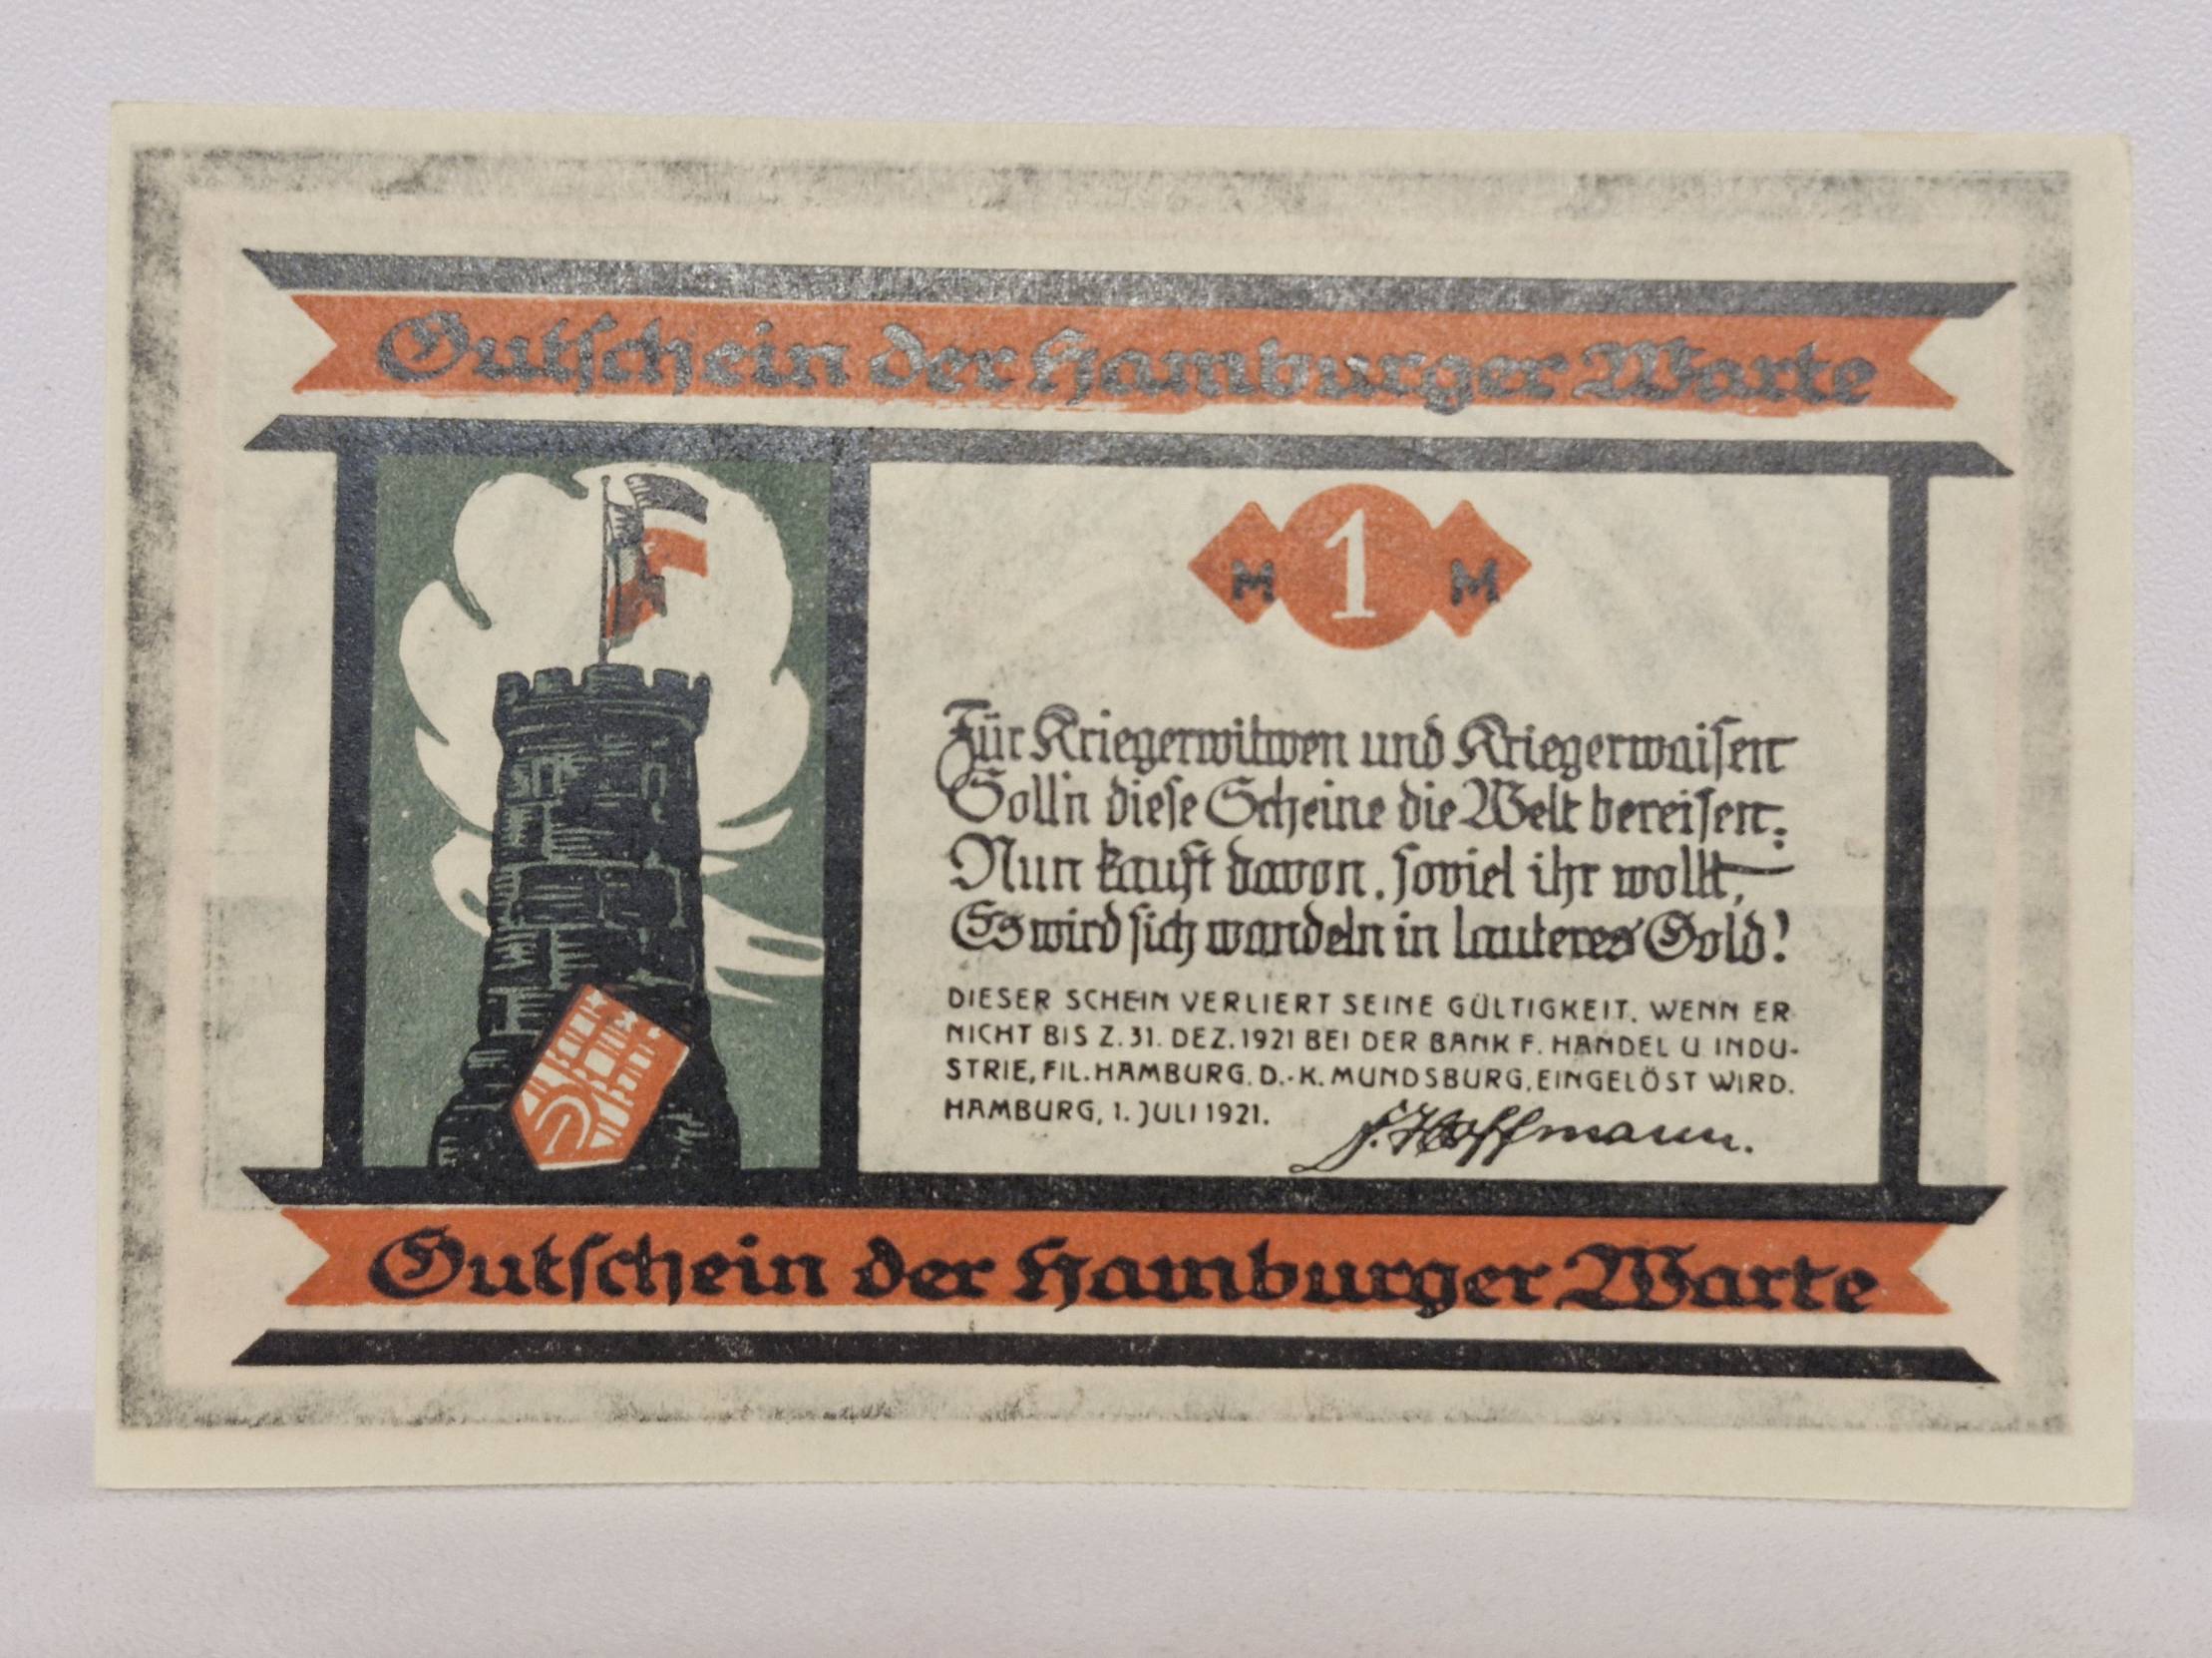 Gutschein der Hamburger Warte
M 1 M
Für Kriegerwitwen und Kriegerwaisen
Soll'n diese Scheine die Welt bereisen:
Nun kauft davon, soviel ihr wollt,
Es wird sich wandeln in lauteres Gold!
DIESER SCHEIN VERLIERT SEINE GÜLTIGKEIT, WENN ER
NICHT BIS Z. 31. DEZ. 1921 BEI DER BANK F. HANDEL U. INDU-
STRIE, FIL. HAMBURG, D.-K. MUNDSBURG, EINGELÖST WIRD.
HAMBURG, 1. JULI 1921.
F. Hoffmann.
Gutschein der Hamburger Warte